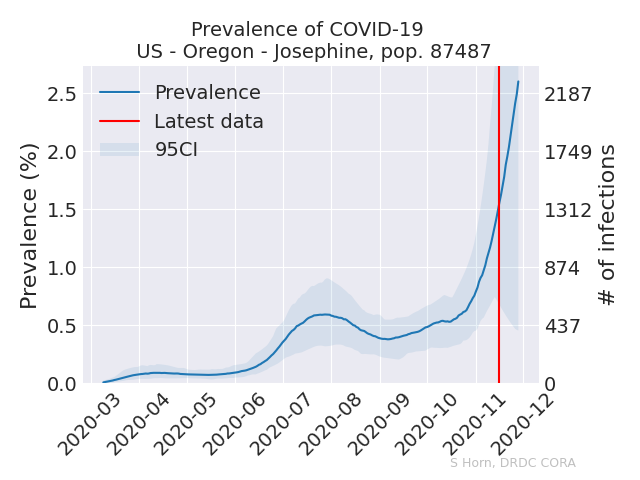 Prevalence of COVID-19
US - Oregon - Josephine, pop. 87487
Prevalence
Latest data
95CI
Prevalence (%)
2.5
2.0
1.5
1.0
0.5
0.0
2187
1749
1312
874
437
0
# of infections
2020-03
2020-04
2020-05
2020-06
2020-07
2020-08
2020-09
2020-10
2020-11
2020-12
S Horn, DRDC CORA